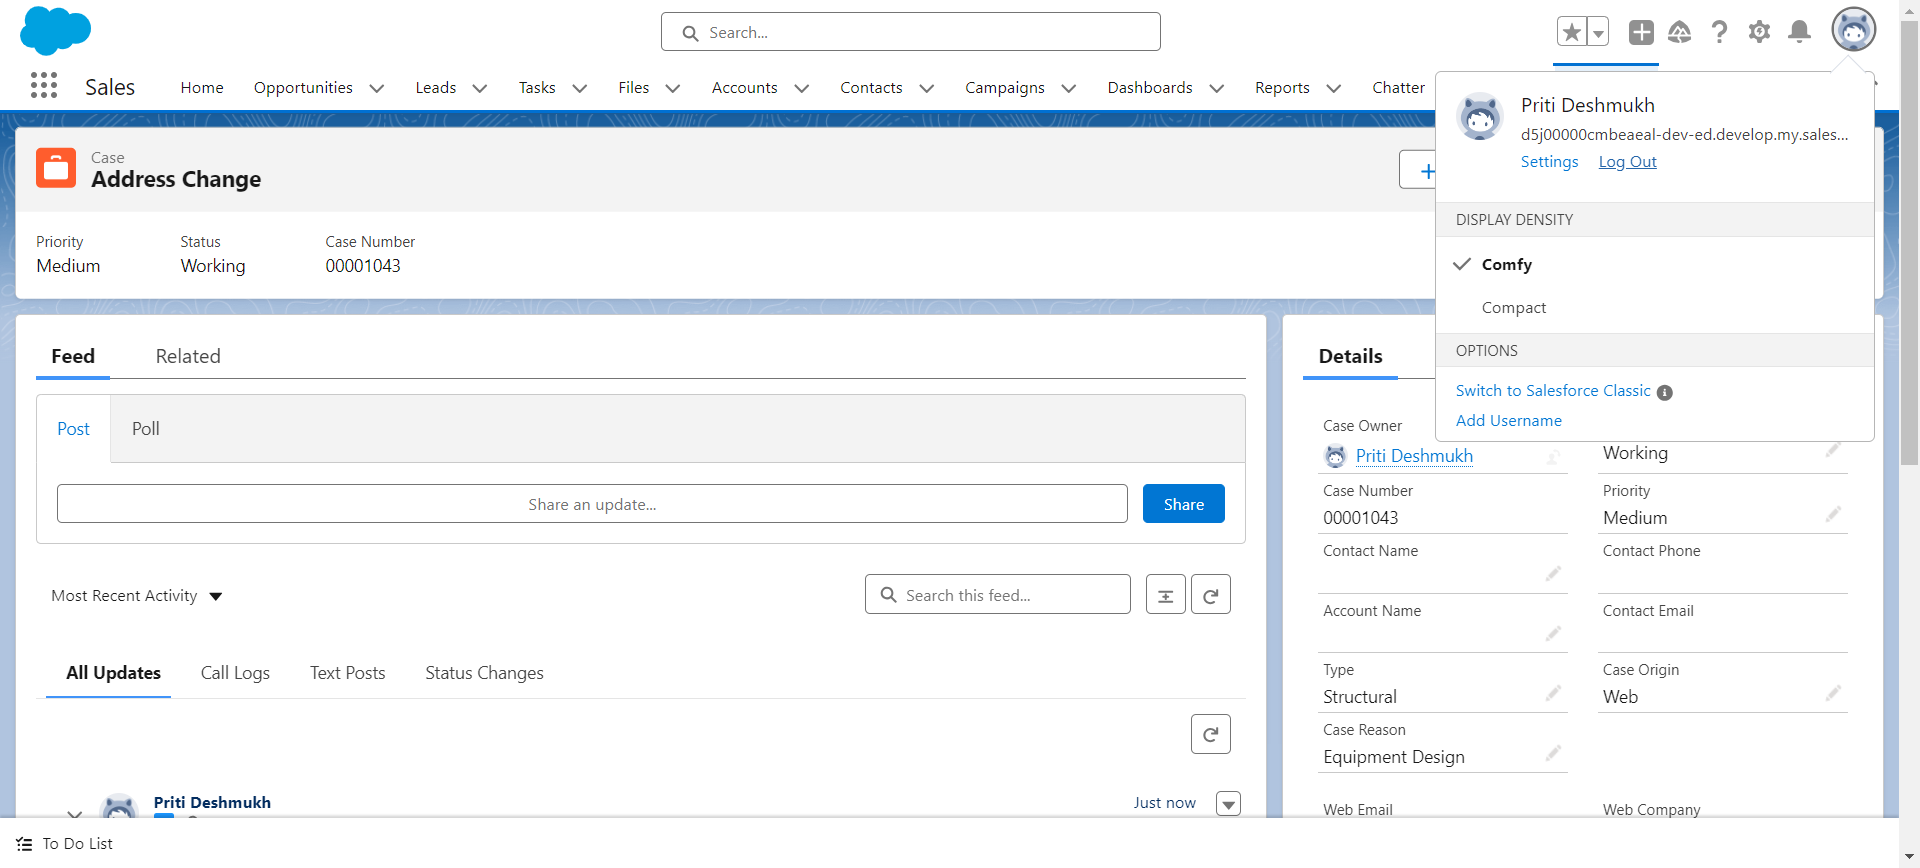 Search...
Sales
Home
Opportunities
Leads
Tasks
Files
Accounts
Contacts
Campaigns
Dashboards
Reports
Chatter
Priti Deshmukh
d5j00000cmbeaeal-dev-ed.develop.my.sales...
Settings Log Out
DISPLAY DENSITY
Comfy
Compact
OPTIONS
Switch to Salesforce Classic
Add Username
Case
Address Change
Priority
Medium
Status
Working
Case Number
00001043
Feed
Related
Post
Poll
Share an update...
Share
Most Recent Activity
Search this feed...
All Updates
Call Logs
Text Posts
Status Changes
Priti Deshmukh
Just now
Details
Case Owner
Priti Deshmukh
Working
Case Number
00001043
Priority
Medium
Contact Name
Contact Phone
Account Name
Contact Email
Type
Structural
Case Origin
Web
Case Reason
Equipment Design
Web Email
Web Company
To Do List